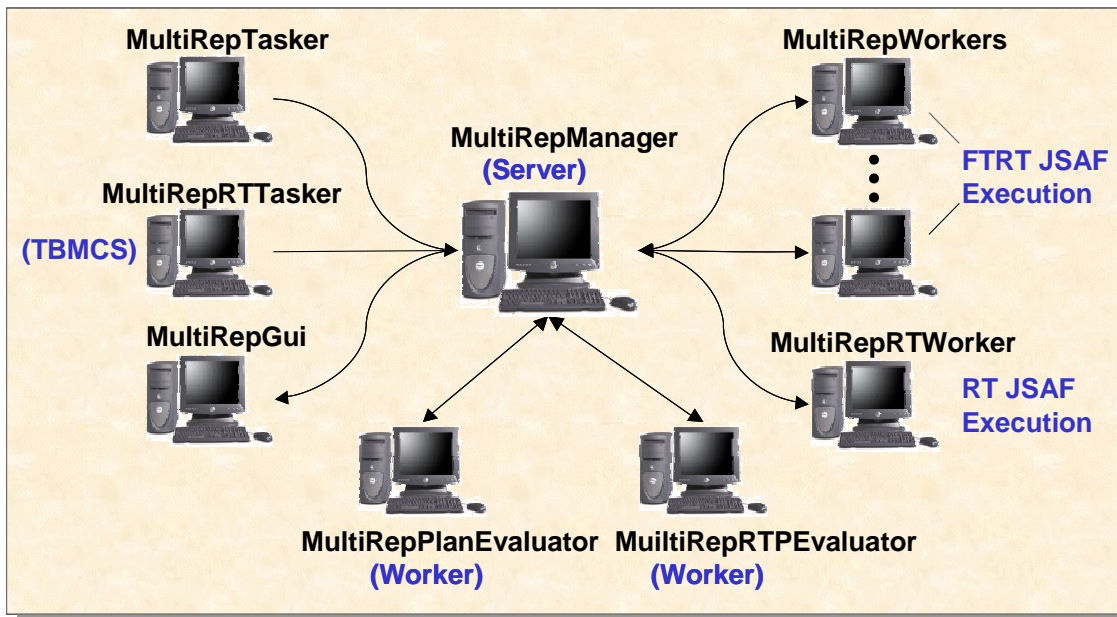 MultiRepTasker
MultiRepWorkers
MultiRepManager
(Server)
FTRT JSAF
Execution
MultiRepRTTasker
(TBMCS)
MultiRepGui
MultiRepRTWorker
RT JSAF
Execution
MultiRepPlanEvaluator
(Worker)
MuiltiRepRTPEvaluator
(Worker)